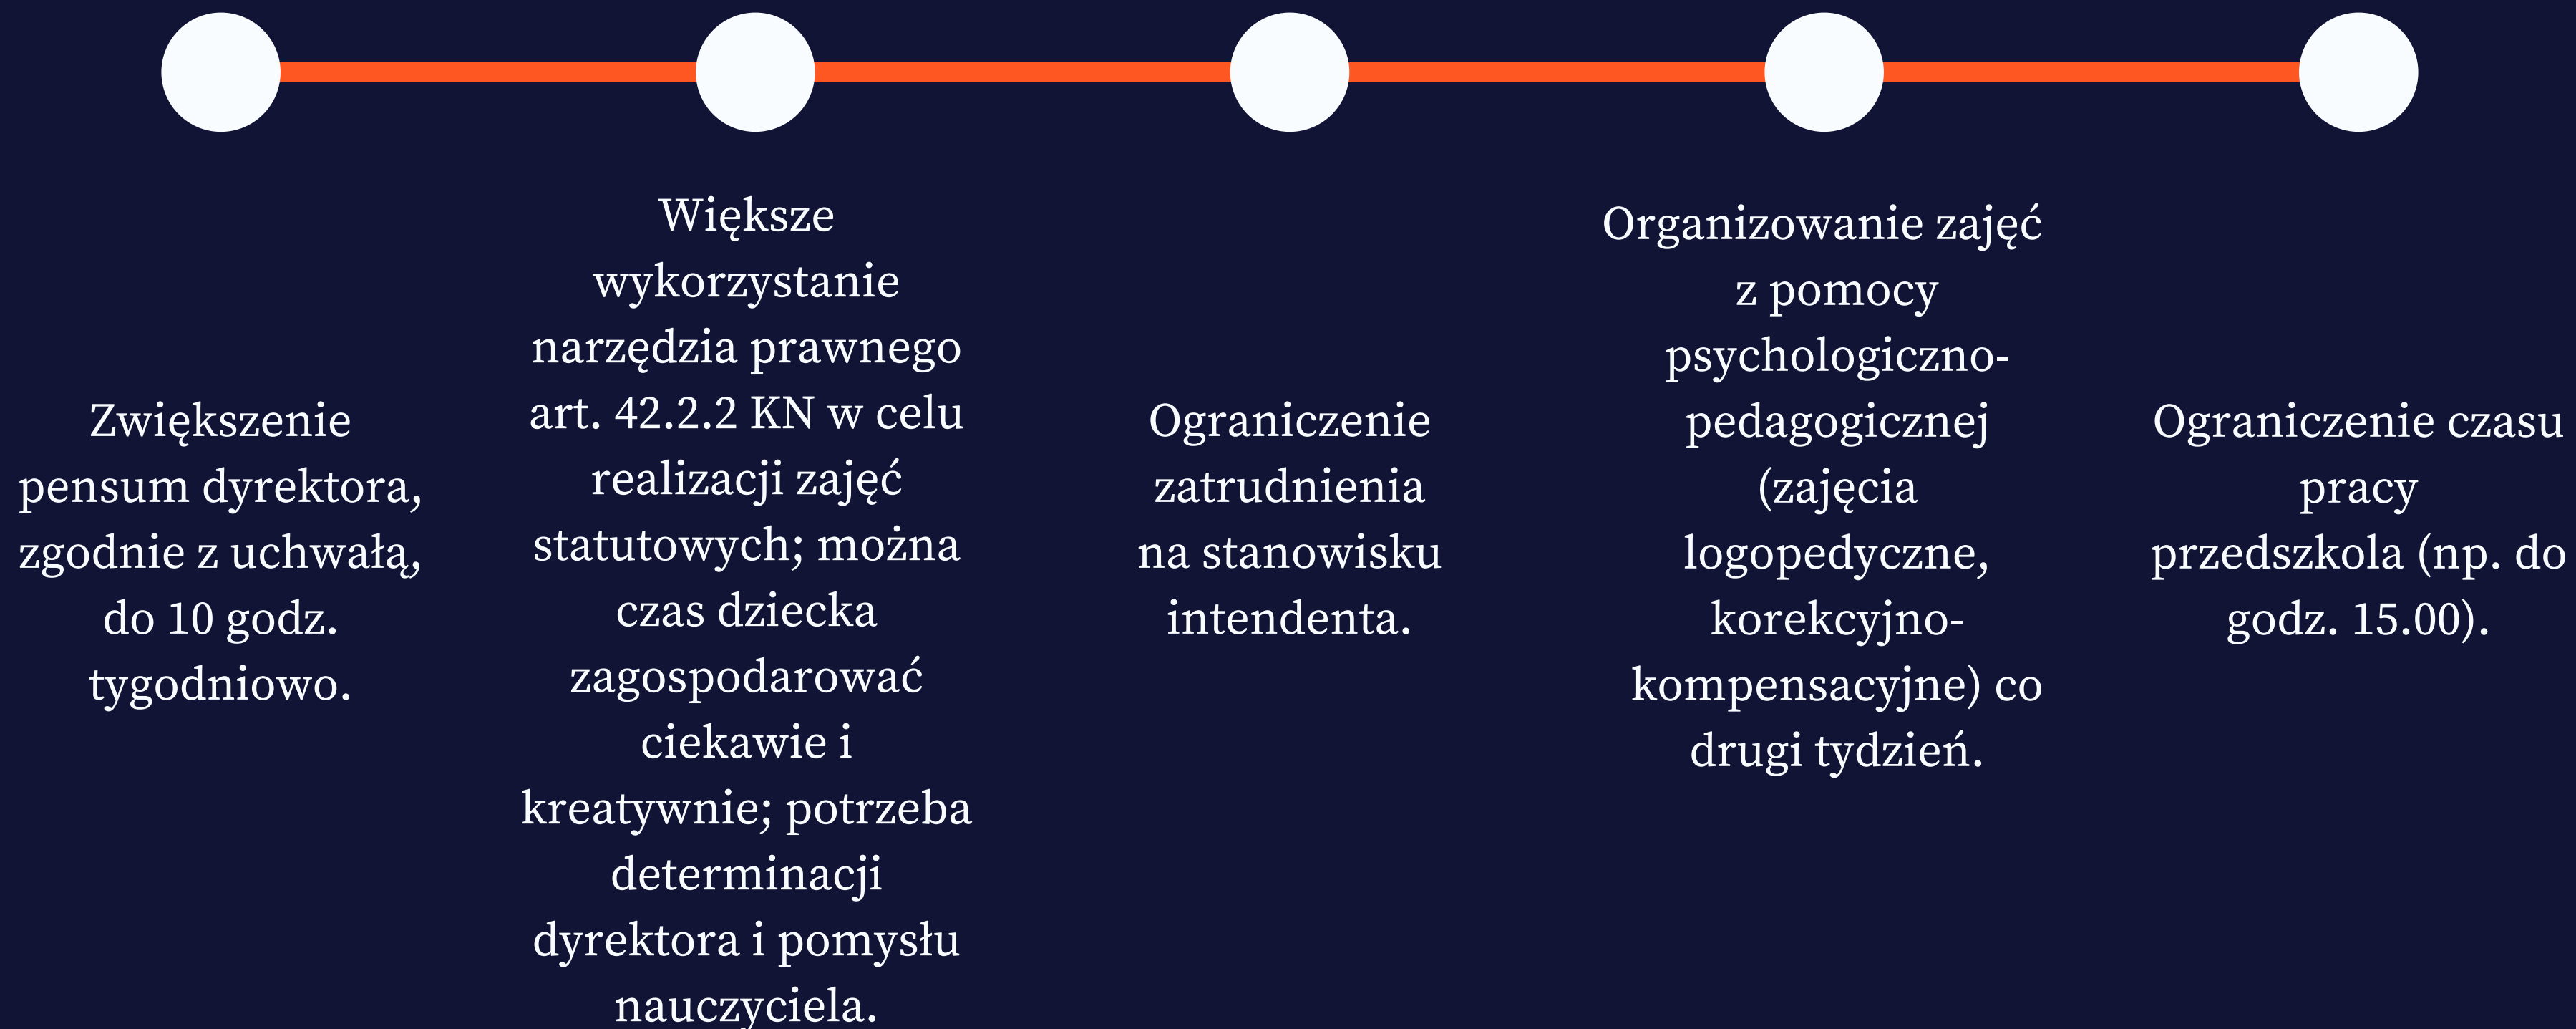 Zwiększenie
pensum dyrektora,
zgodnie z uchwałą,
do 10 godz.
tygodniowo.
Większe
wykorzystanie
narzędzia prawnego
art. 42.2.2 KN w celu
realizacji zajęć
statutowych; można
czas dziecka
zagospodarować
ciekawie i
kreatywnie; potrzeba
determinacji
dyrektora i pomysłu
nauczyciela.
Ograniczenie
zatrudnienia
na stanowisku
intendenta.
Organizowanie zajęć
z pomocy
psychologiczno-
pedagogicznej
(zajęcia
logopedyczne,
korekcyjno-
kompensacyjne) co
drugi tydzień.
Ograniczenie czasu
pracy
przedszkola (np. do
godz. 15.00).